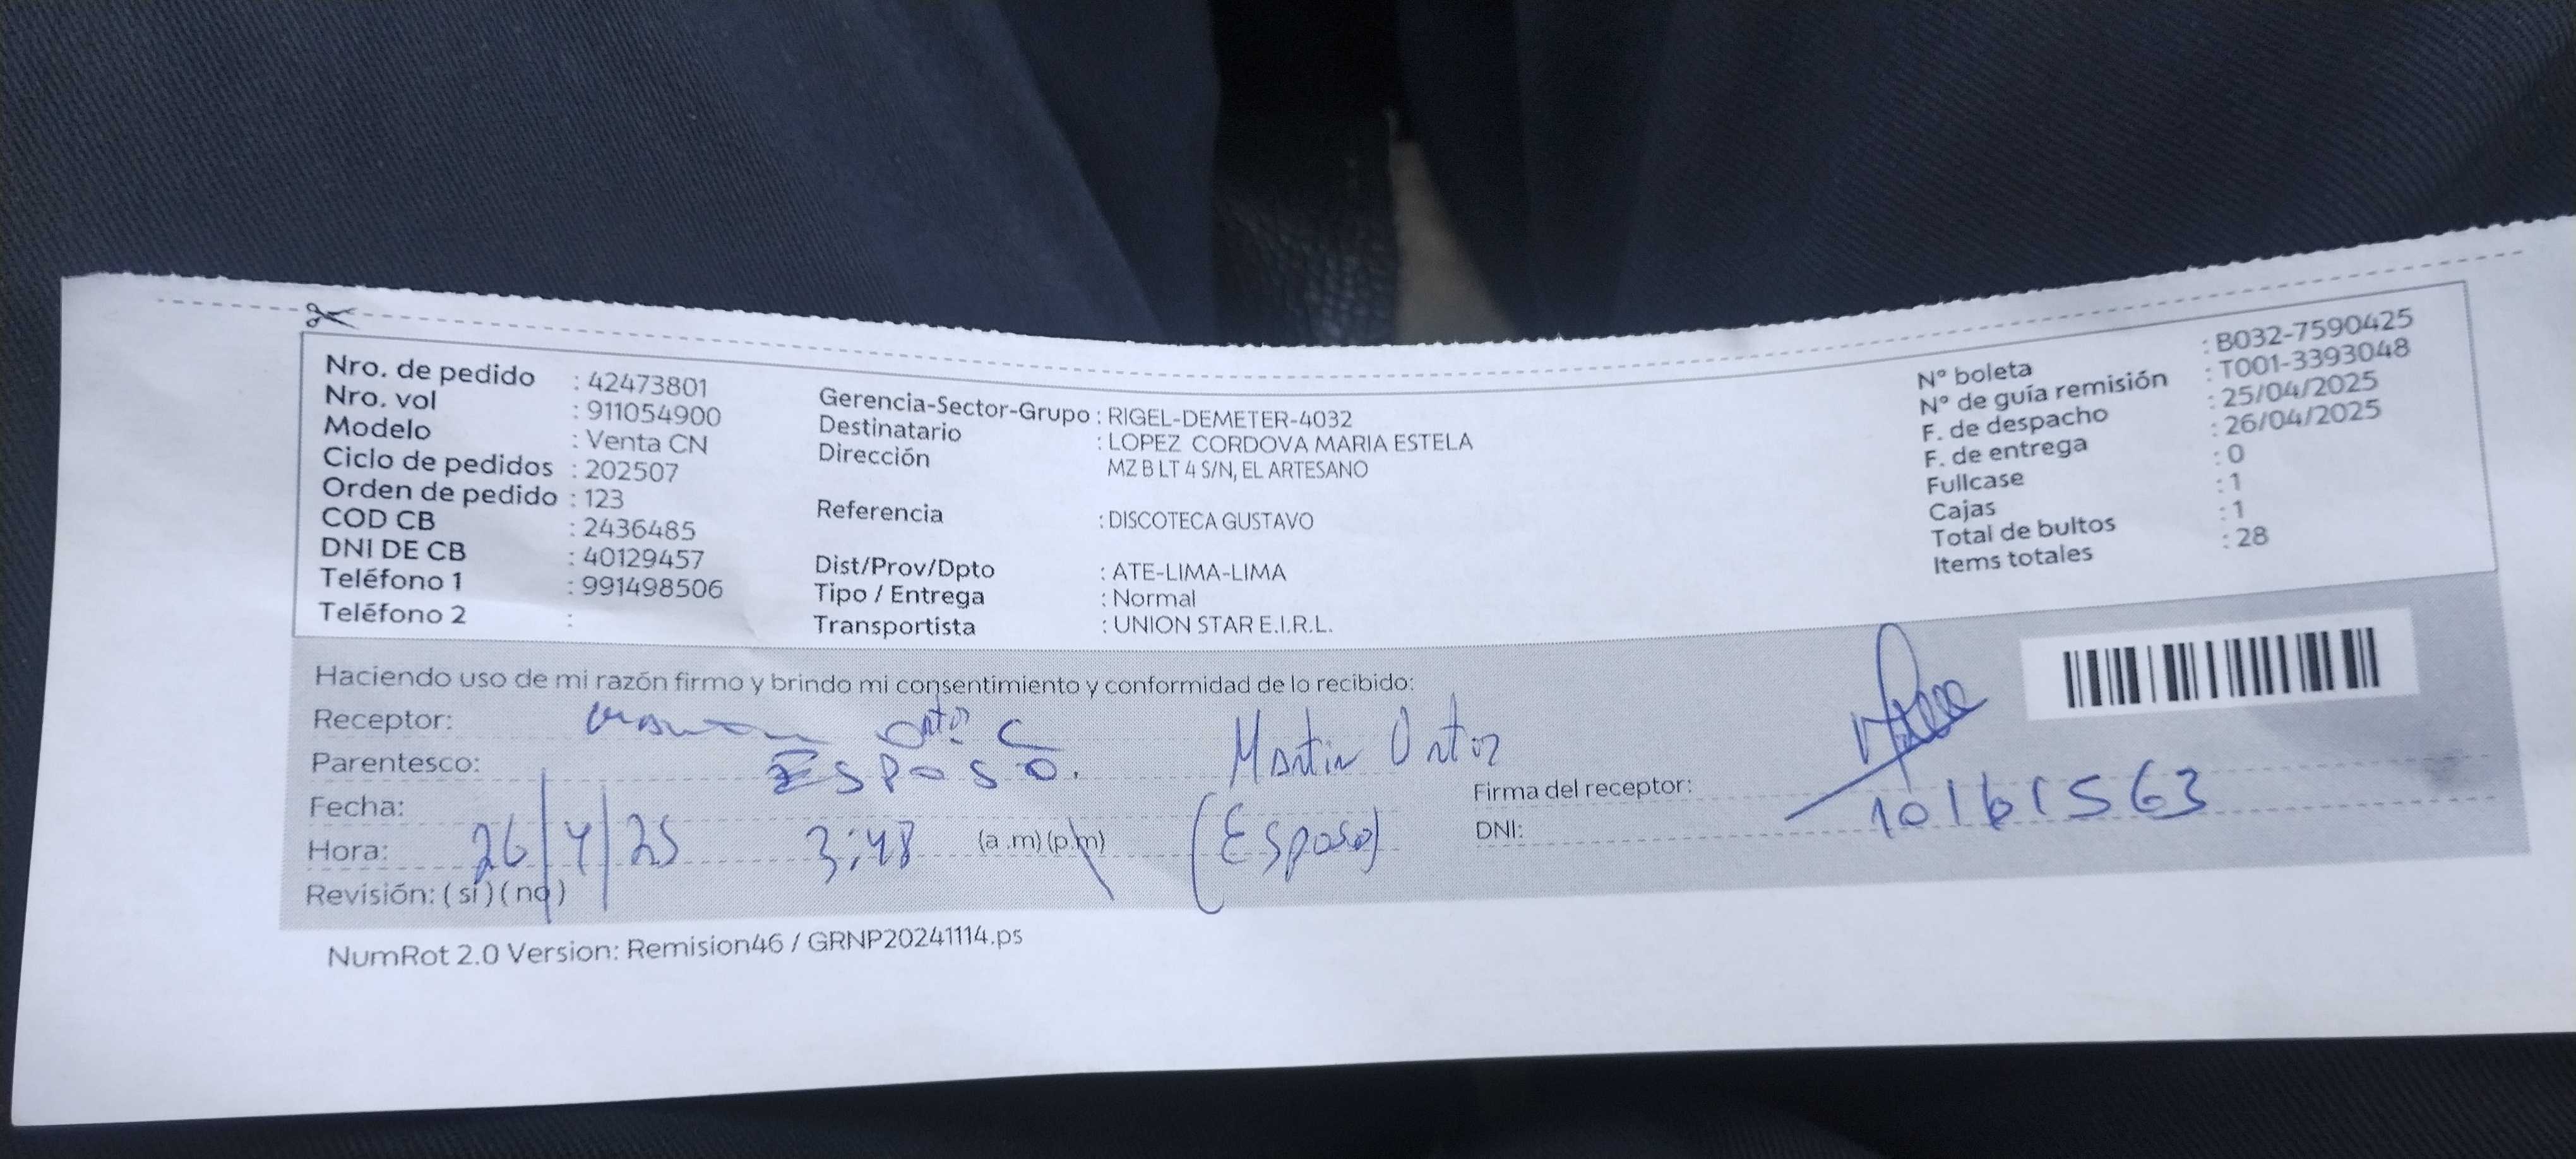 Nro. de pedido : 42473801
Nro. vol : 911054900
Modelo : Venta CN
Ciclo de pedidos : 202507
Orden de pedido : 123
COD CB : 2436485
DNI DE CB : 40129457
Teléfono 1 : 991498506
Teléfono 2 :
Gerencia-Sector-Grupo : RIGEL-DEMETER-4032
Destinatario : LOPEZ CORDOVA MARIA ESTELA
Dirección MZ B LT 4 S/N, EL ARTESANO
Referencia : DISCOTECA GUSTAVO
Dist/Prov/Dpto : ATE-LIMA-LIMA
Tipo / Entrega : Normal
Transportista : UNION STAR E.I.R.L.
N° boleta : B032-7590425
N° de guía remisión : T001-3393048
F. de despacho : 25/04/2025
F. de entrega : 26/04/2025
Fullcase : 0
Cajas : 1
Total de bultos : 1
Items totales : 28
Haciendo uso de mi razón firmo y brindo mi consentimiento y conformidad de lo recibido:
Receptor: Ortiz C Martin Ortiz
Parentesco: ESPOSO. (Esposo)
Fecha: 26/4/25
Hora: 3:48 (a.m)(p.m)
Revisión: (si)(no)
Firma del receptor:
DNI: 10161563
NumRot 2.0 Version: Remision46 / GRNP20241114.ps